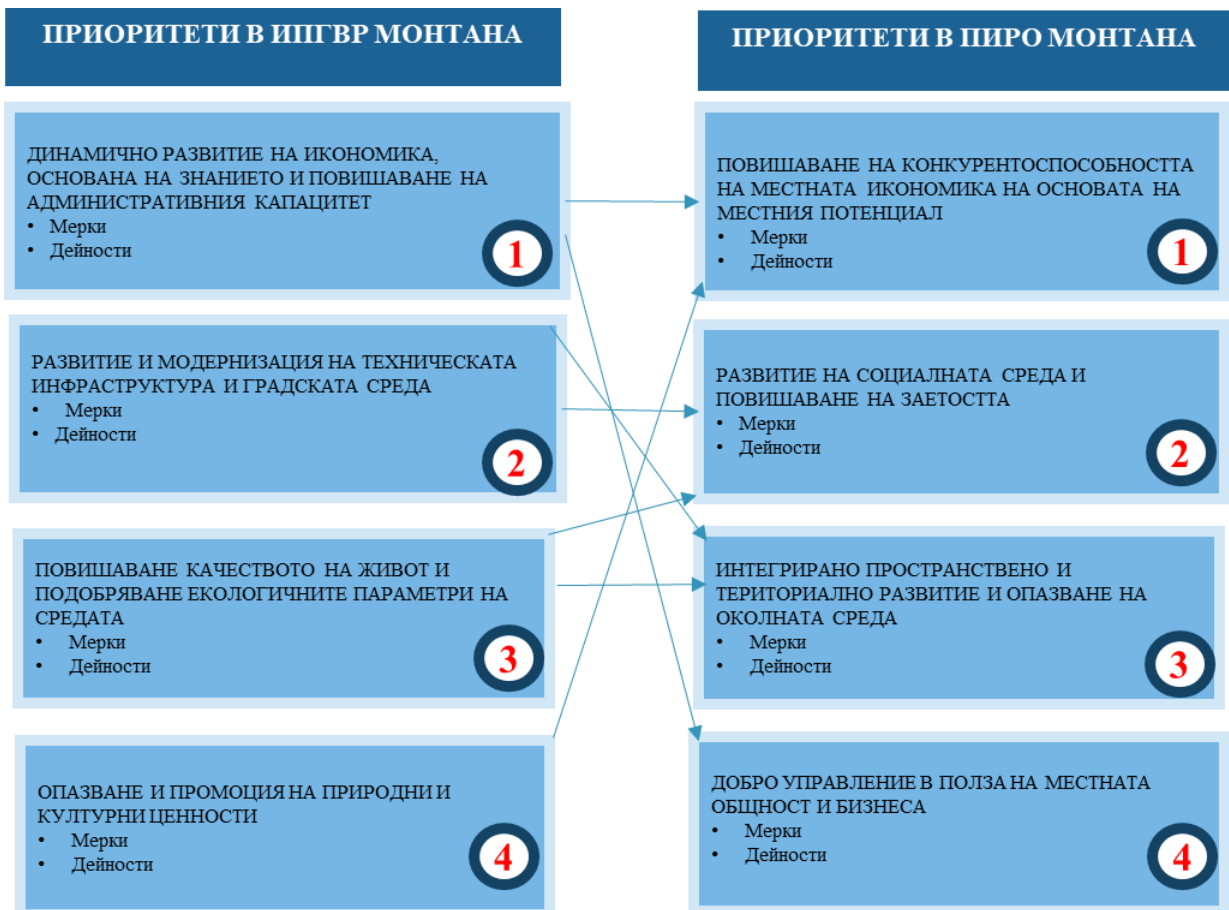 ПРИОРИТЕТИ В ИПГВР МОНТАНА
ДИНАМИЧНО РАЗВИТИЕ НА ИКОНОМИКА,
ОСНОВАНА НА ЗНАНИЕТО И ПОВИШАВАНЕ НА
АДМИНИСТРАТИВНИЯ КАПАЦИТЕТ
• Мерки
• Дейности
1
РАЗВИТИЕ И МОДЕРНИЗАЦИЯ НА ТЕХНИЧЕСКАТА
ИНФРАСТРУКТУРА И ГРАДСКАТА СРЕДА
• Мерки
• Дейности
2
ПОВИШАВАНЕ КАЧЕСТВОТО НА ЖИВОТ И
ПОДОБРЯВАНЕ ЕКОЛОГИЧНИТЕ ПАРАМЕТРИ НА
СРЕДАТА
• Мерки
• Дейности
3
ОПАЗВАНЕ И ПРОМОЦИЯ НА ПРИРОДНИ И
КУЛТУРНИ ЦЕННОСТИ
• Мерки
• Дейности
4
ПРИОРИТЕТИ В ПИРО МОНТАНА
ПОВИШАВАНЕ НА КОНКУРЕНТОСПОСОБНОСТТА
НА МЕСТНАТА ИКОНОМИКА НА ОСНОВАТА НА
МЕСТНИЯ ПОТЕНЦИАЛ
• Мерки
• Дейности
1
РАЗВИТИЕ НА СОЦИАЛНАТА СРЕДА И
ПОВИШАВАНЕ НА ЗАЕТОСТТА
• Мерки
• Дейности
2
ИНТЕГРИРАНО ПРОСТРАНСТВЕНО И
ТЕРИТОРИАЛНО РАЗВИТИЕ И ОПАЗВАНЕ НА
ОКОЛНАТА СРЕДА
• Мерки
• Дейности
3
ДОБРО УПРАВЛЕНИЕ В ПОЛЗА НА МЕСТНАТА
ОБЩНОСТ И БИЗНЕСА
• Мерки
• Дейности
4